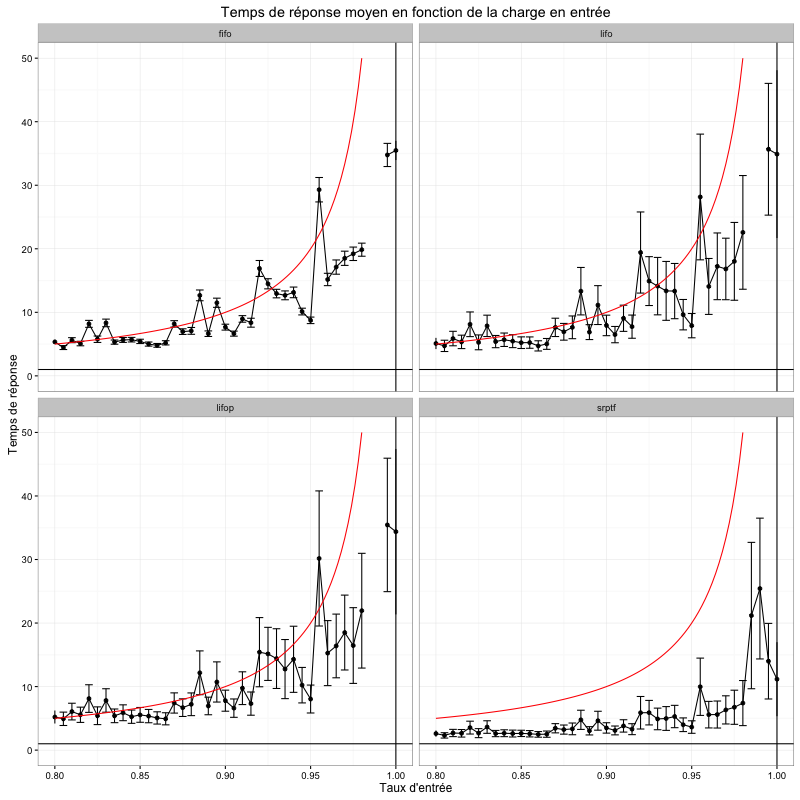 Temps de réponse moyen en fonction de la charge en entrée
fifo
lifo
50
40
30
20
10
0
Temps de réponse
lifop
srptf
50
40
30
20
10
0
0.80 0.85 0.90 0.95 1.00 0.80 0.85 0.90 0.95 1.00
Taux d'entrée